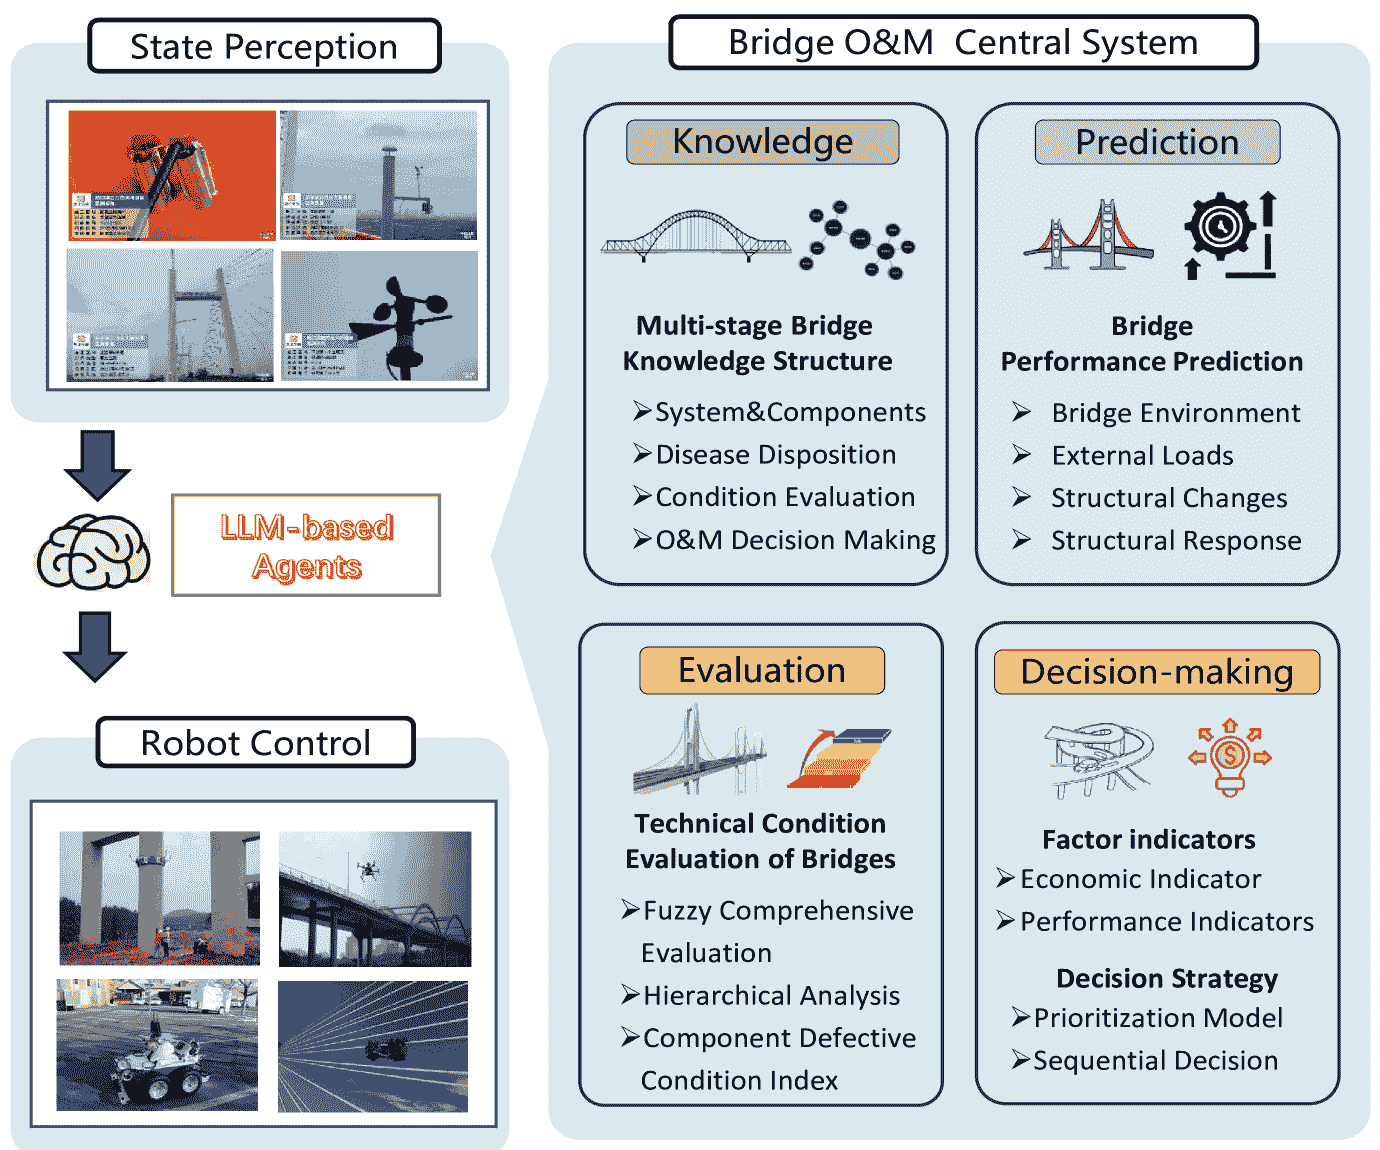 State Perception
LLM-based
Agents
Robot Control
Bridge O&M Central System
Knowledge
Multi-stage Bridge
Knowledge Structure
➢System&Components
➢Disease Disposition
➢Condition Evaluation
➢O&M Decision Making
Prediction
Bridge
Performance Prediction
➢ Bridge Environment
➢ External Loads
➢ Structural Changes
➢ Structural Response
Evaluation
Technical Condition
Evaluation of Bridges
➢Fuzzy Comprehensive
Evaluation
➢Hierarchical Analysis
➢Component Defective
Condition Index
Decision-making
$
Factor indicators
➢Economic Indicator
➢Performance Indicators
Decision Strategy
➢Prioritization Model
➢Sequential Decision